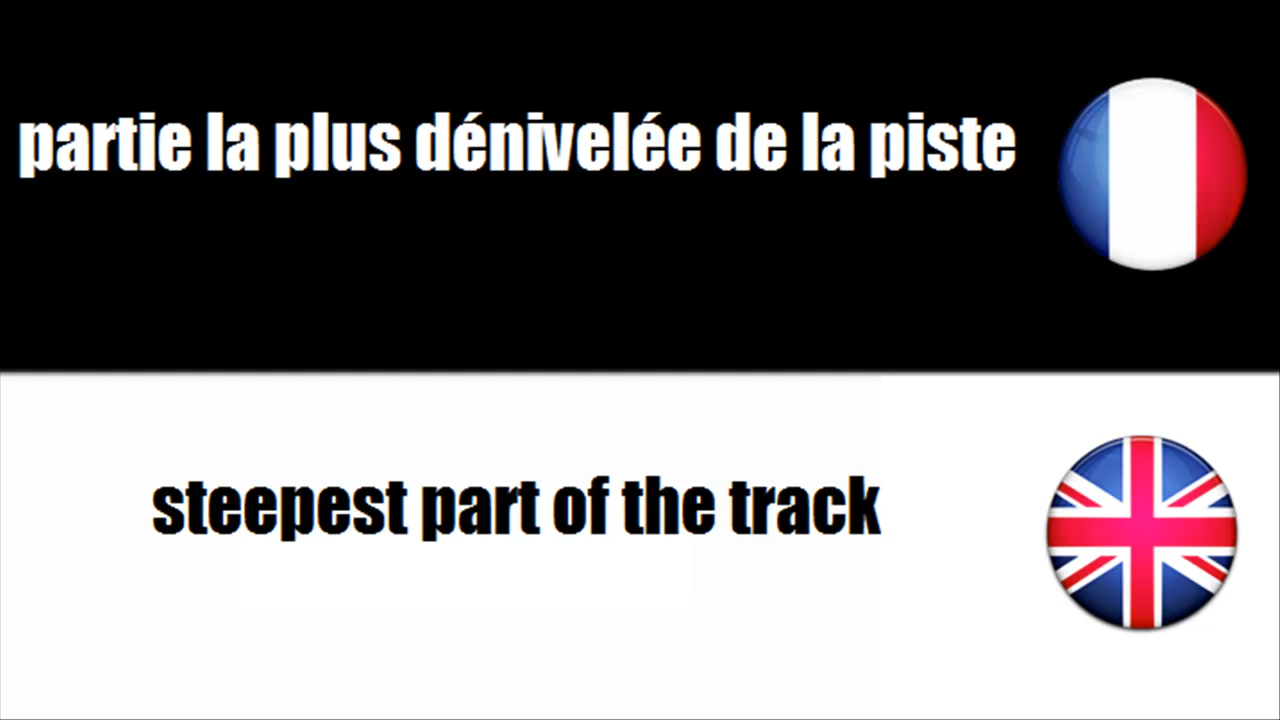 partie la plus dénivelée de la piste
steepest part of the track